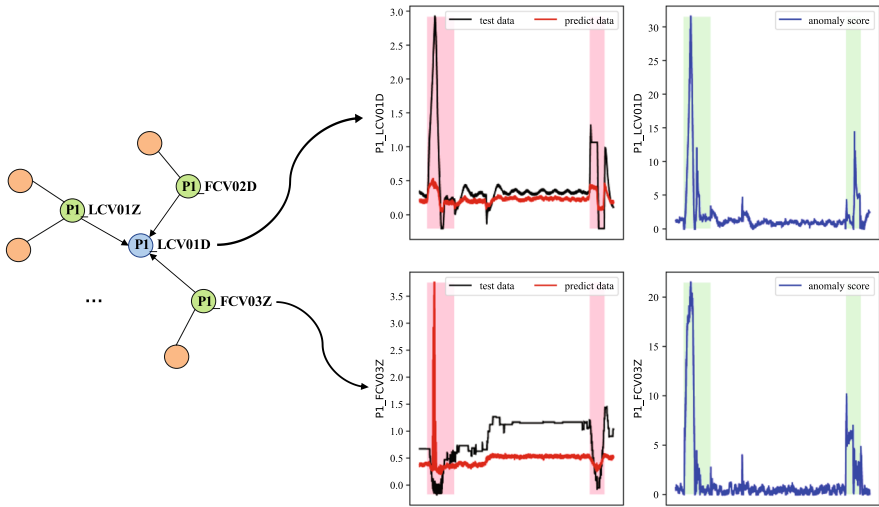 P1_FCV02D
P1_LCV01Z
P1_LCV01D
P1_FCV03Z
...
test data
predict data
P1_LCV01D
3.0
2.5
2.0
1.5
1.0
0.5
0.0
anomaly score
P1_LCV01D
30
25
20
15
10
5
0
test data
predict data
P1_FCV03Z
3.5
3.0
2.5
2.0
1.5
1.0
0.5
0.0
anomaly score
P1_FCV03Z
20
15
10
5
0